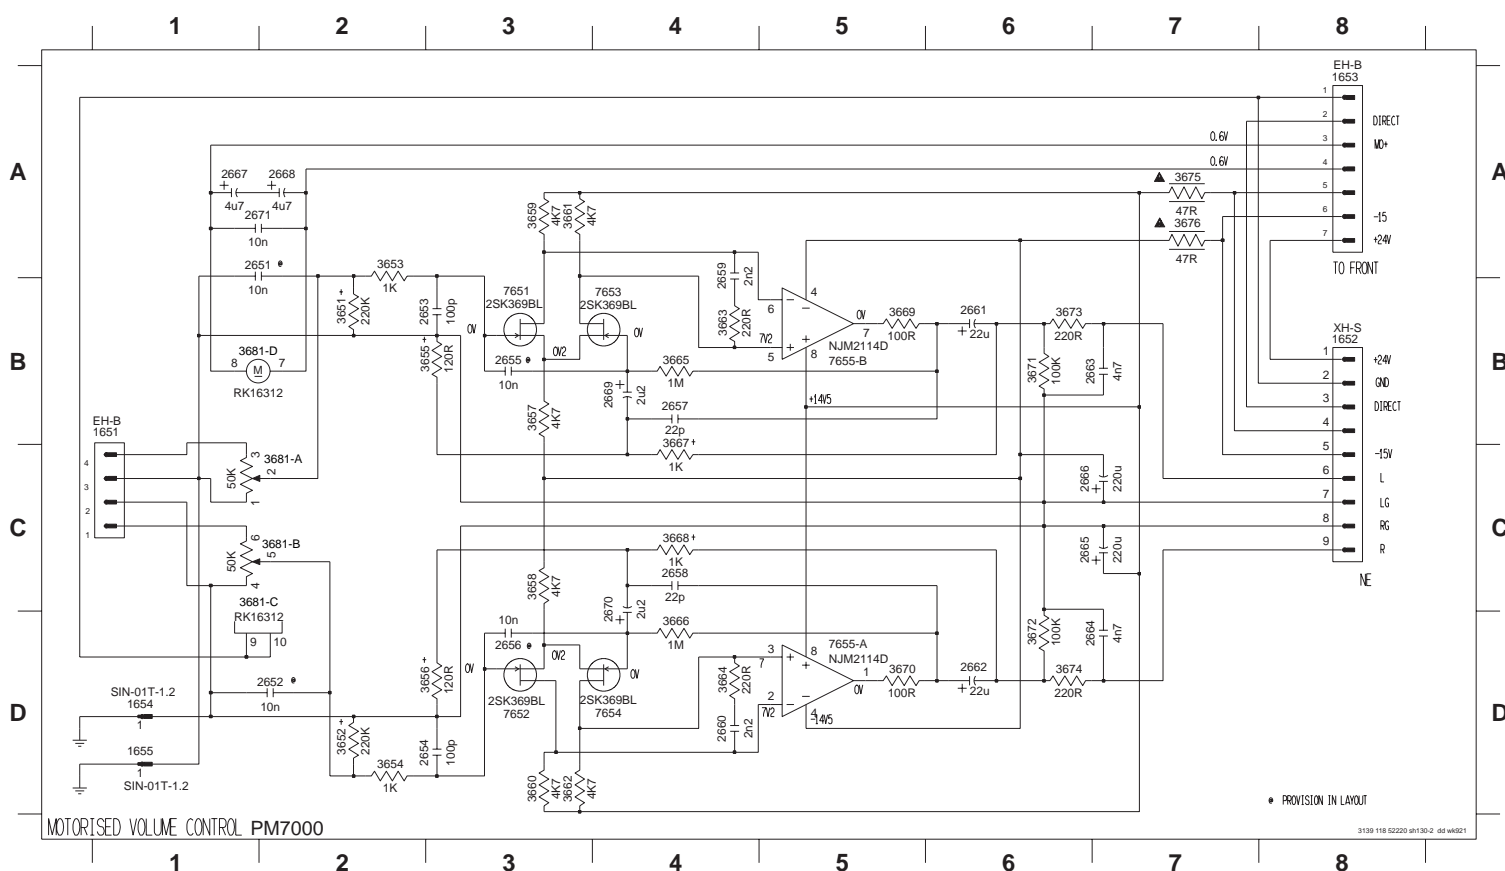 1 2 3 4 5 6 7 8
EH-B
1653
1
2 DIRECT
3 MO+
4
5
6 -15
7 +24V
TO FRONT
A A
0.6V
0.6V
2667 2668
4u7 4u7
2671
10n
2651 @
10n
3659
4K7
3661
4K7
3675
47R
3676
47R
3653
1K
3651 +
220K
2653
100p
3655 +
120R
7651
2SK369BL
7653
2SK369BL
0V
0V
0V2
2659
2n2
3663
220R
7V2
4
6
5
8
7
0V
NJM2114D
7655-B
3669
100R
2661
22u
3673
220R
XH-S
1652
1 +24V
2 GND
3 DIRECT
4
5 -15V
6 L
7 LG
8 RG
9 R
NE
B B
3681-D
8 M 7
RK16312
2655 @
10n
3665
1M
2669
2u2
3671
100K
2663
4n7
3657
4K7
2657
22p
+14V5
3667 +
1K
EH-B
1651
4
3
2
1
3681-A
50K
3
2
1
2666
220u
C C
3681-B
50K
6
5
4
3668 +
1K
2665
220u
3658
4K7
2658
22p
2670
2u2
3681-C
RK16312
9 10
10n
2656 @
3666
1M
3672
100K
2664
4n7
7655-A
NJM2114D
3
7
8
2
4
1
0V
7V2
-14V5
3656 +
120R
0V
0V2
0V
3664
220R
3670
100R
2662
22u
3674
220R
SIN-01T-1.2
1654
1
2652 @
10n
2SK369BL
7652
2SK369BL
7654
D D
3652 +
220K
2654
100p
2660
2n2
1655
1
SIN-01T-1.2
3654
1K
3660
4K7
3662
4K7
@ PROVISION IN LAYOUT
MOTORISED VOLUME CONTROL PM7000
3139 118 52220 sh130-2 dd wk921
1 2 3 4 5 6 7 8